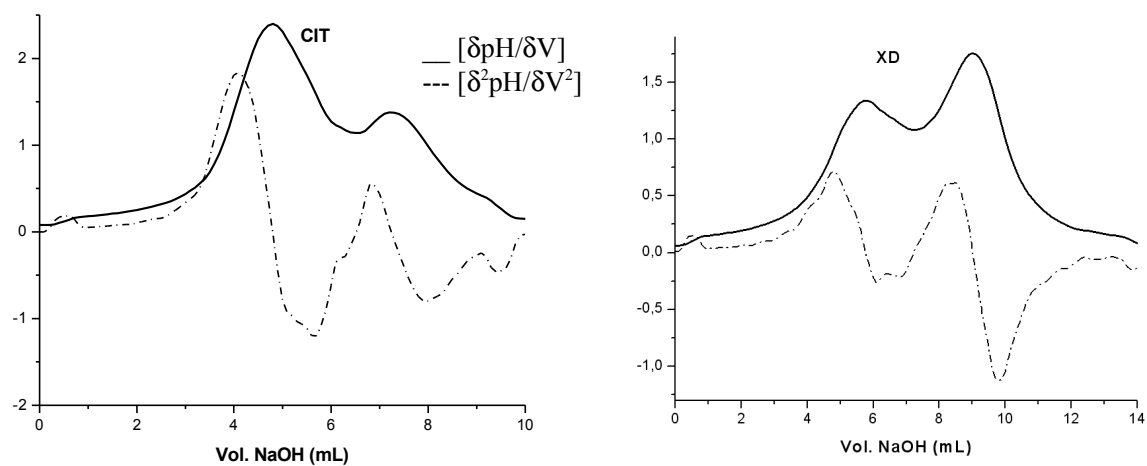 CIT
[δpH/δV]
[δ²pH/δV²]
2
1
0
-1
-2
0 2 4 6 8 10
Vol. NaOH (mL)
XD
1,5
1,0
0,5
0,0
-0,5
-1,0
0 2 4 6 8 10 12 14
Vol. NaOH (mL)